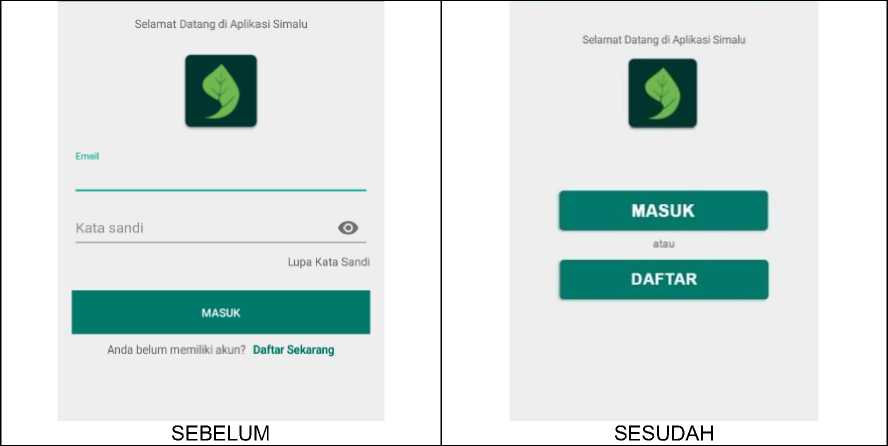 Selamat Datang di Aplikasi Simalu
Email
Kata sandi
Lupa Kata Sandi
MASUK
Anda belum memiliki akun? Daftar Sekarang
SEBELUM
Selamat Datang di Aplikasi Simalu
MASUK
atau
DAFTAR
SESUDAH